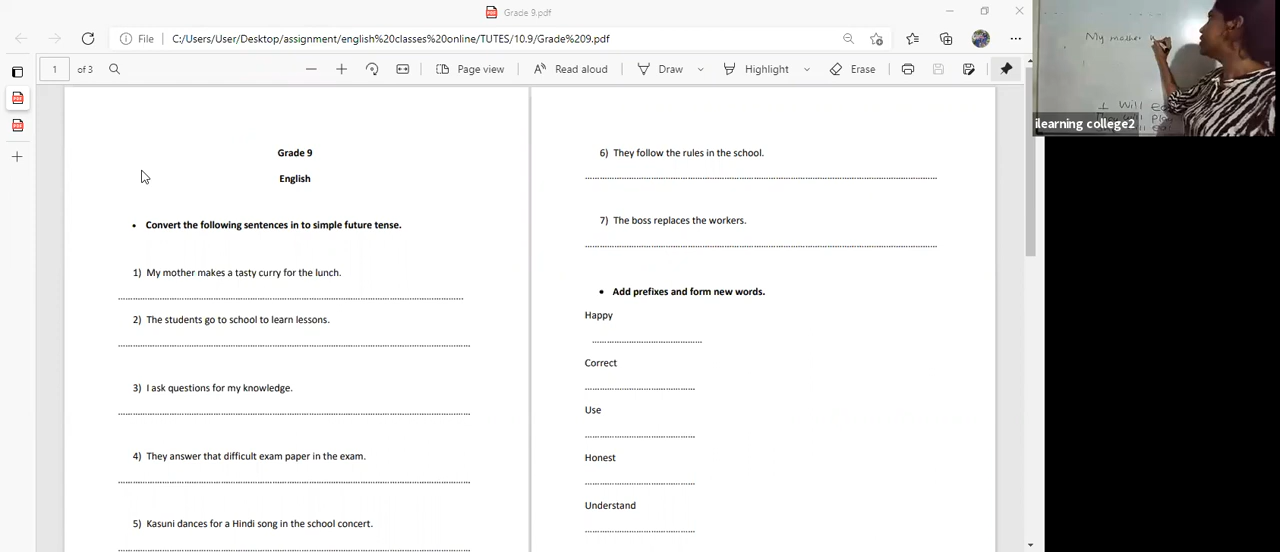 Grade 9.pdf
File C:/Users/User/Desktop/assignment/english%20classes%20online/TUTES/10.9/Grade%209.pdf
1 of 3 Page view Read aloud Draw Highlight Erase
Grade 9
English
• Convert the following sentences in to simple future tense.
1) My mother makes a tasty curry for the lunch.
2) The students go to school to learn lessons.
3) I ask questions for my knowledge.
4) They answer that difficult exam paper in the exam.
5) Kasuni dances for a Hindi song in the school concert.
6) They follow the rules in the school.
7) The boss replaces the workers.
• Add prefixes and form new words.
Happy
Correct
Use
Honest
Understand
My mother
I will
ilearning college2